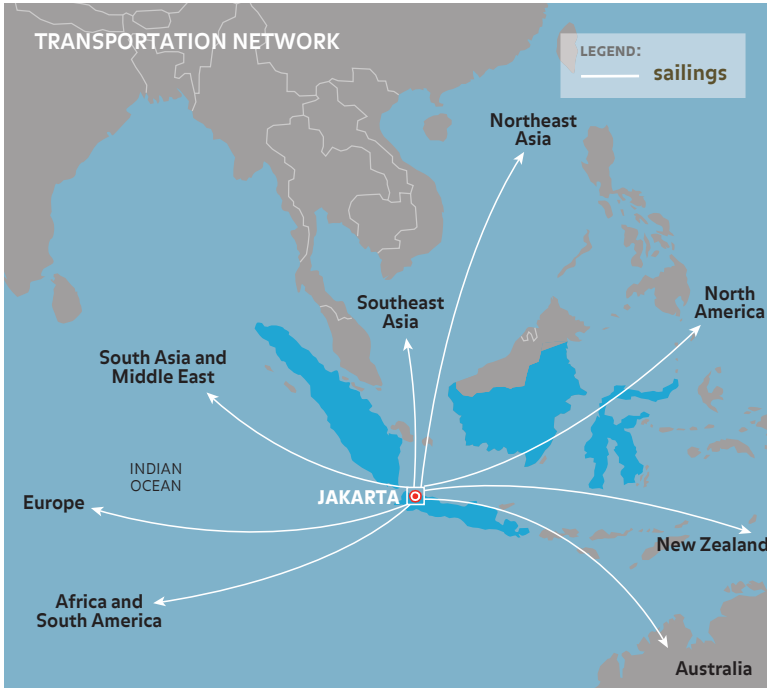 TRANSPORTATION NETWORK
LEGEND:
sailings
Northeast
Asia
North
America
Southeast
Asia
South Asia and
Middle East
INDIAN
OCEAN
JAKARTA
Europe
New Zealand
Africa and
South America
Australia